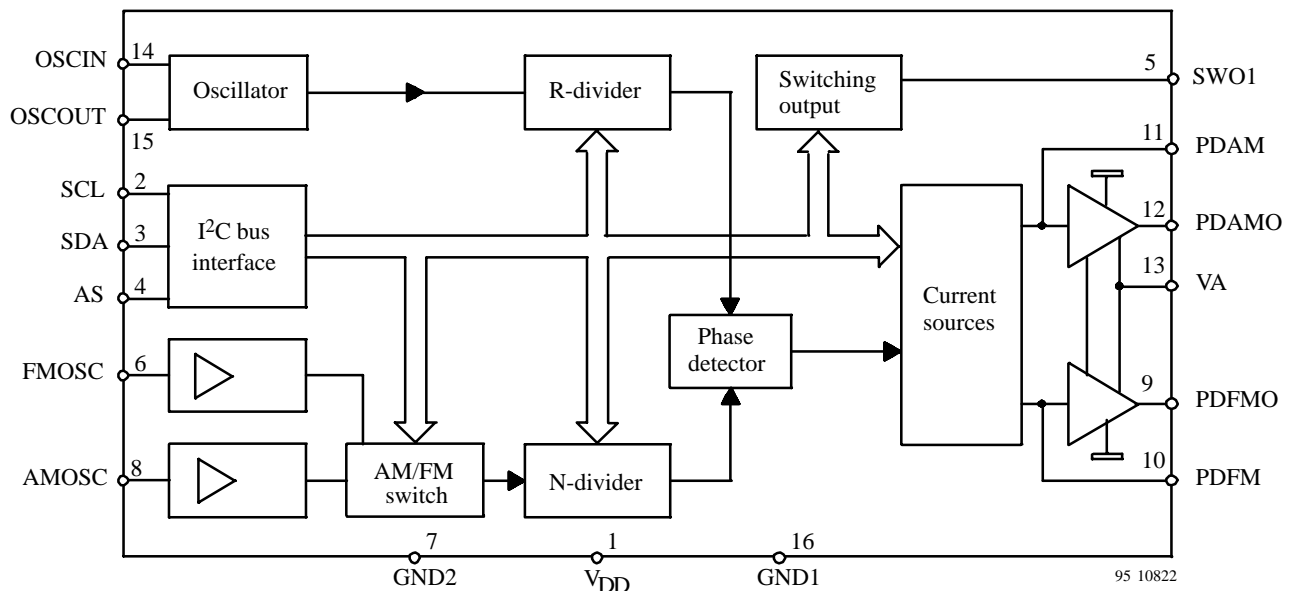 OSCIN
14
OSCOUT
15
Oscillator
R-divider
Switching
output
5
SWO1
11
PDAM
SCL
2
SDA
3
AS
4
I²C bus
interface
12
PDAMO
13
VA
Current
sources
Phase
detector
FMOSC
6
9
PDFMO
AMOSC
8
AM/FM
switch
N-divider
10
PDFM
7
GND2
1
VDD
16
GND1
95 10822